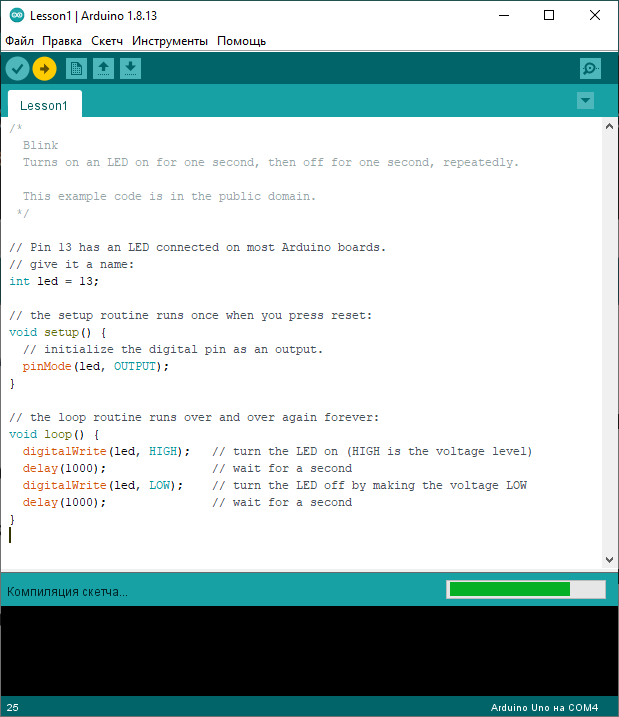 Lesson1 | Arduino 1.8.13
Файл Правка Скетч Инструменты Помощь
Lesson1
/*
  Blink
  Turns on an LED on for one second, then off for one second, repeatedly.

  This example code is in the public domain.
 */

// Pin 13 has an LED connected on most Arduino boards.
// give it a name:
int led = 13;

// the setup routine runs once when you press reset:
void setup() {
  // initialize the digital pin as an output.
  pinMode(led, OUTPUT);
}

// the loop routine runs over and over again forever:
void loop() {
  digitalWrite(led, HIGH);   // turn the LED on (HIGH is the voltage level)
  delay(1000);               // wait for a second
  digitalWrite(led, LOW);    // turn the LED off by making the voltage LOW
  delay(1000);               // wait for a second
}
Компиляция скетча...
25 Arduino Uno на COM4